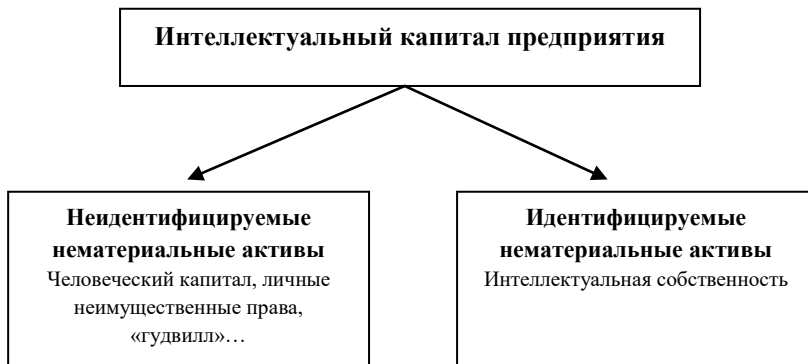 Интеллектуальный капитал предприятия
Неидентифицируемые
нематериальные активы
Человеческий капитал, личные
неимущественные права,
«гудвилл»…
Идентифицируемые
нематериальные активы
Интеллектуальная собственность